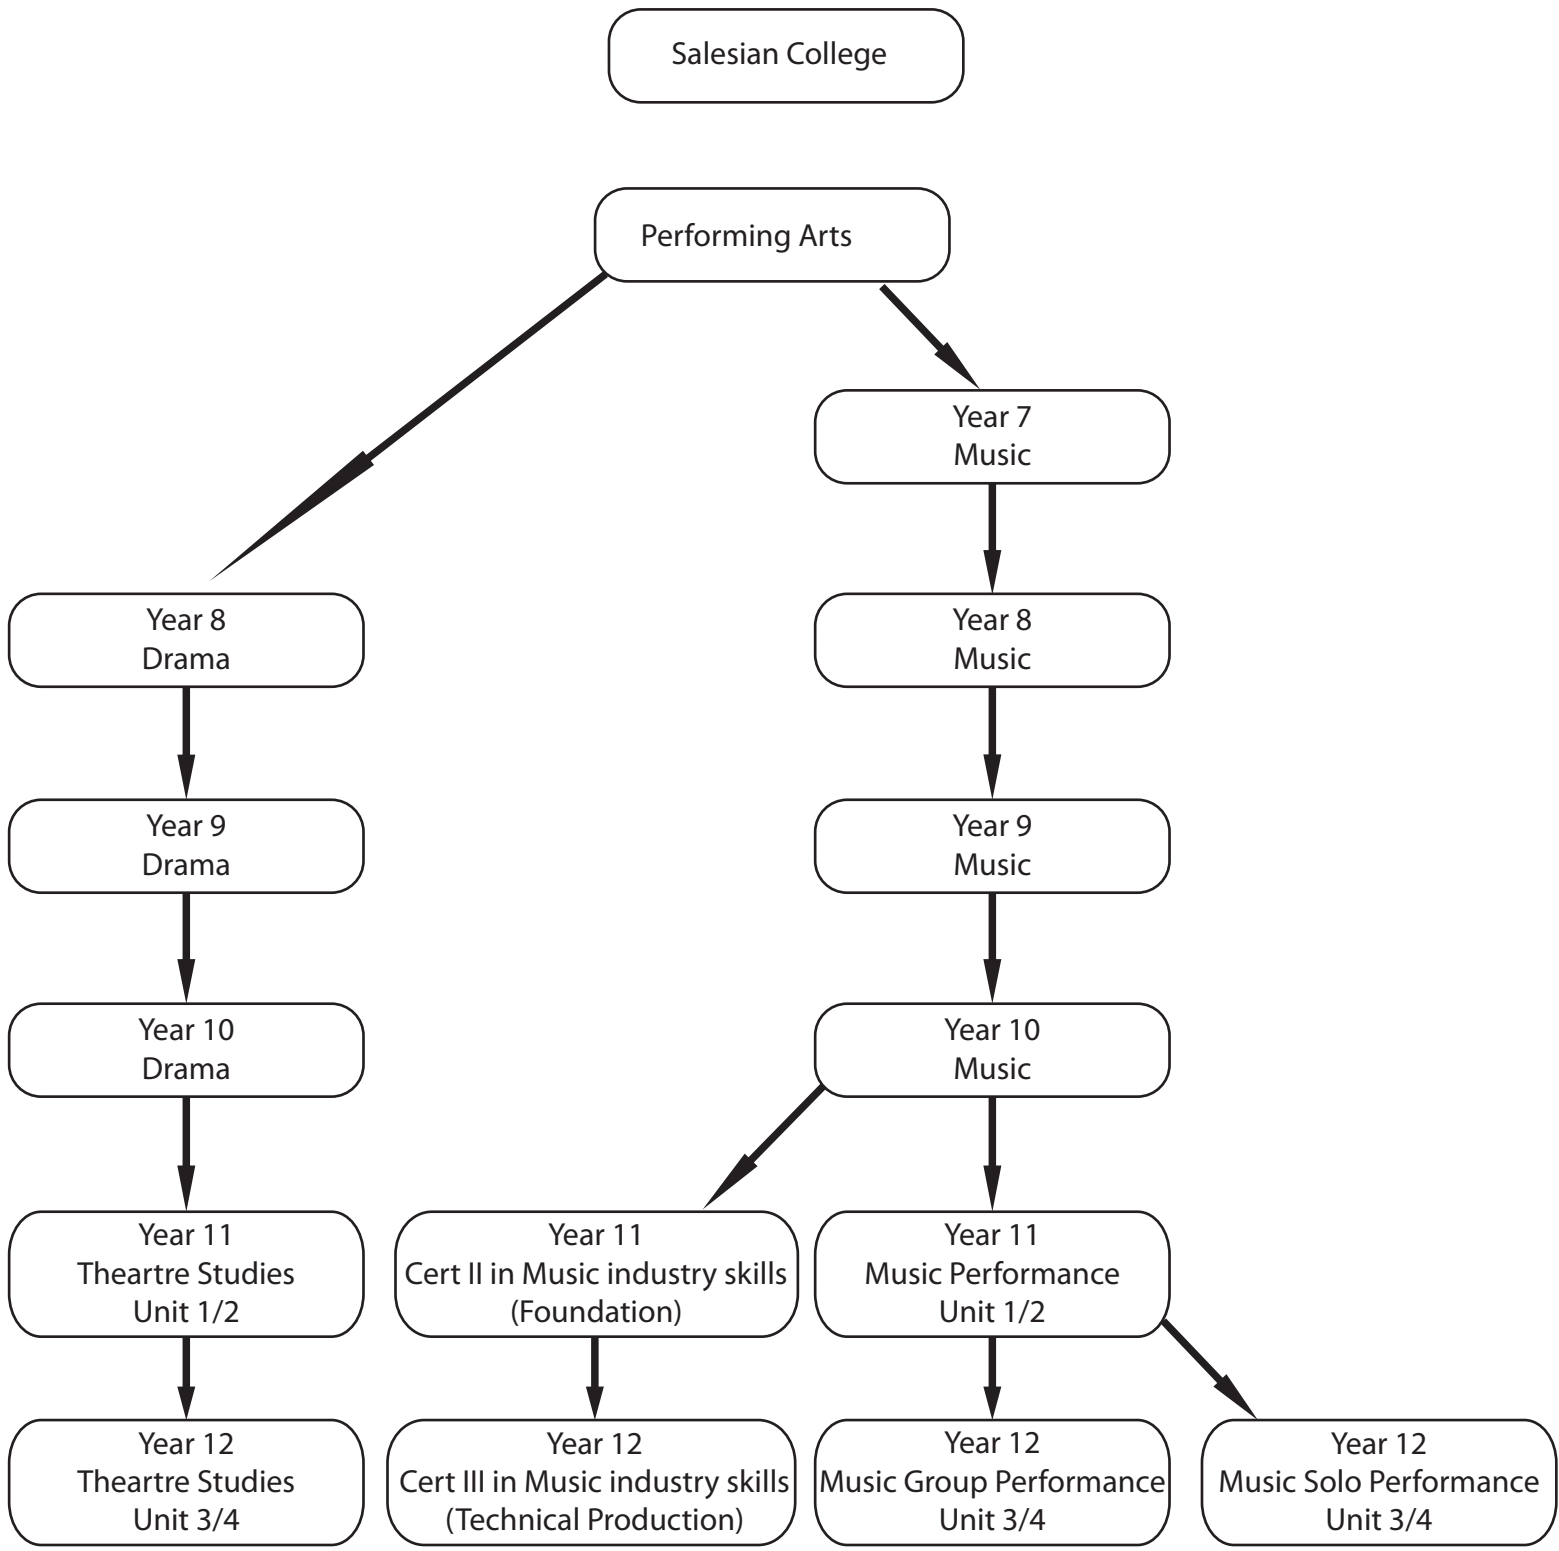 Salesian College
Performing Arts
Year 7
Music
Year 8
Drama
Year 8
Music
Year 9
Drama
Year 9
Music
Year 10
Drama
Year 10
Music
Year 11
Theartre Studies
Unit 1/2
Year 11
Cert II in Music industry skills
(Foundation)
Year 11
Music Performance
Unit 1/2
Year 12
Theartre Studies
Unit 3/4
Year 12
Cert III in Music industry skills
(Technical Production)
Year 12
Music Group Performance
Unit 3/4
Year 12
Music Solo Performance
Unit 3/4